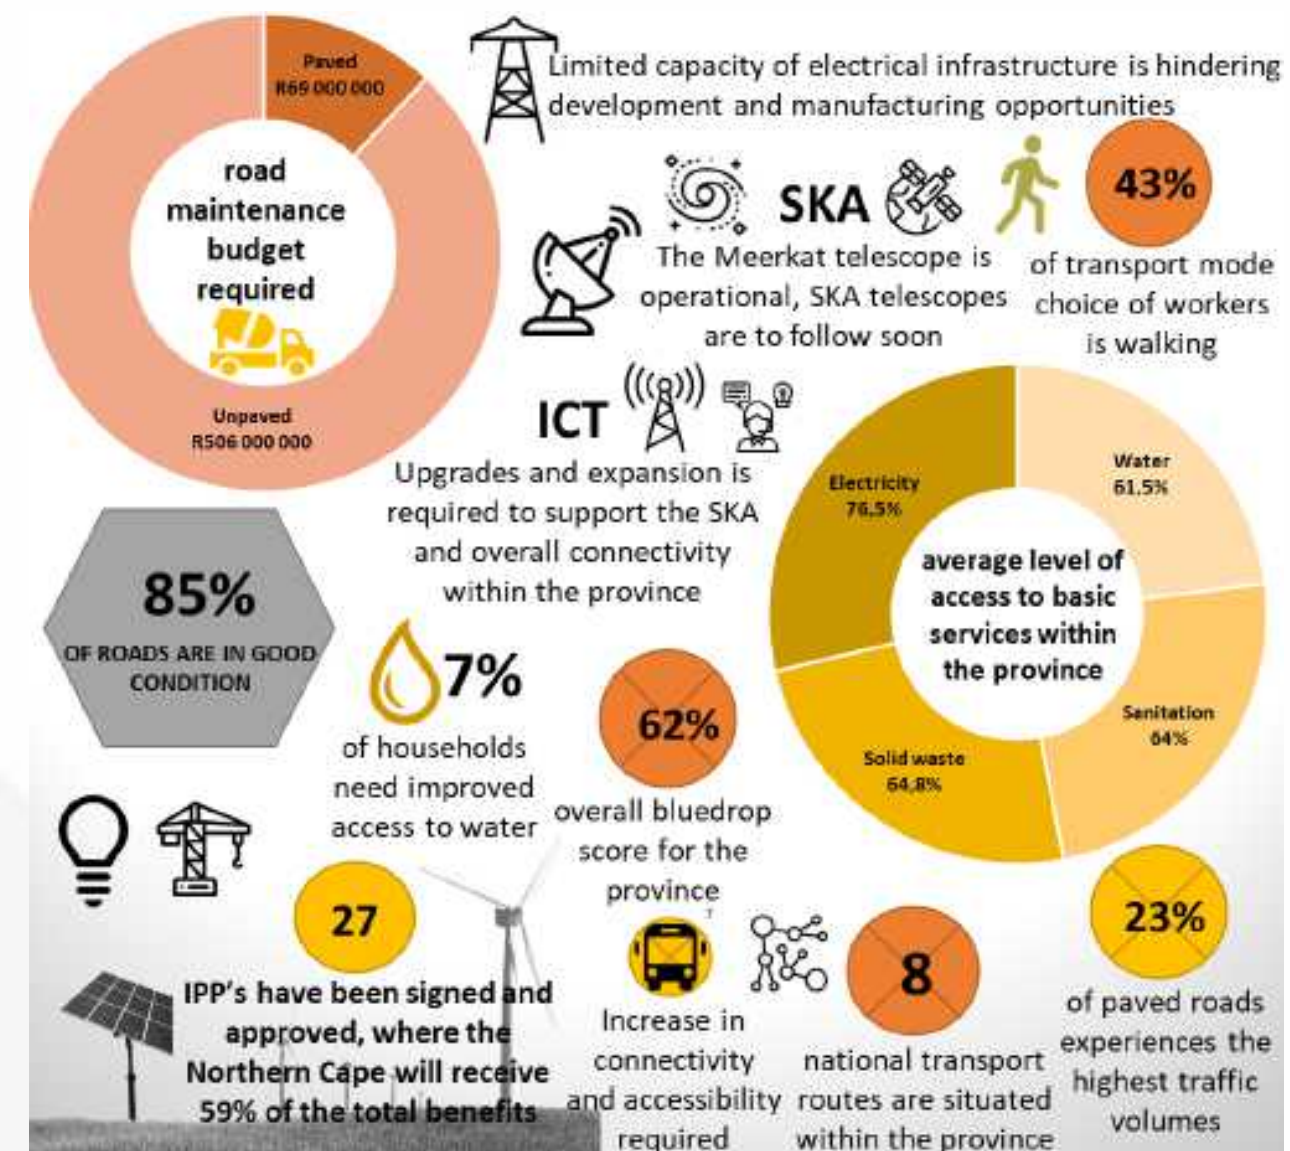 Paved
R69 000 000
road
maintenance
budget
required
Unpaved
R506 000 000
Limited capacity of electrical infrastructure is hindering
development and manufacturing opportunities
SKA
The Meerkat telescope is
operational, SKA telescopes
are to follow soon
43%
of transport mode
choice of workers
is walking
ICT
Upgrades and expansion is
required to support the SKA
and overall connectivity
within the province
Electricity
76,5%
Water
61.5%
average level of
access to basic
services within
the province
Sanitation
64%
Solid waste
64,8%
85%
OF ROADS ARE IN GOOD
CONDITION
7%
of households
need improved
access to water
62%
overall bluedrop
score for the
province
27
IPP's have been signed and
approved, where the
Northern Cape will receive
59% of the total benefits
Increase in
connectivity
and accessibility
required
8
national transport
routes are situated
within the province
23%
of paved roads
experiences the
highest traffic
volumes